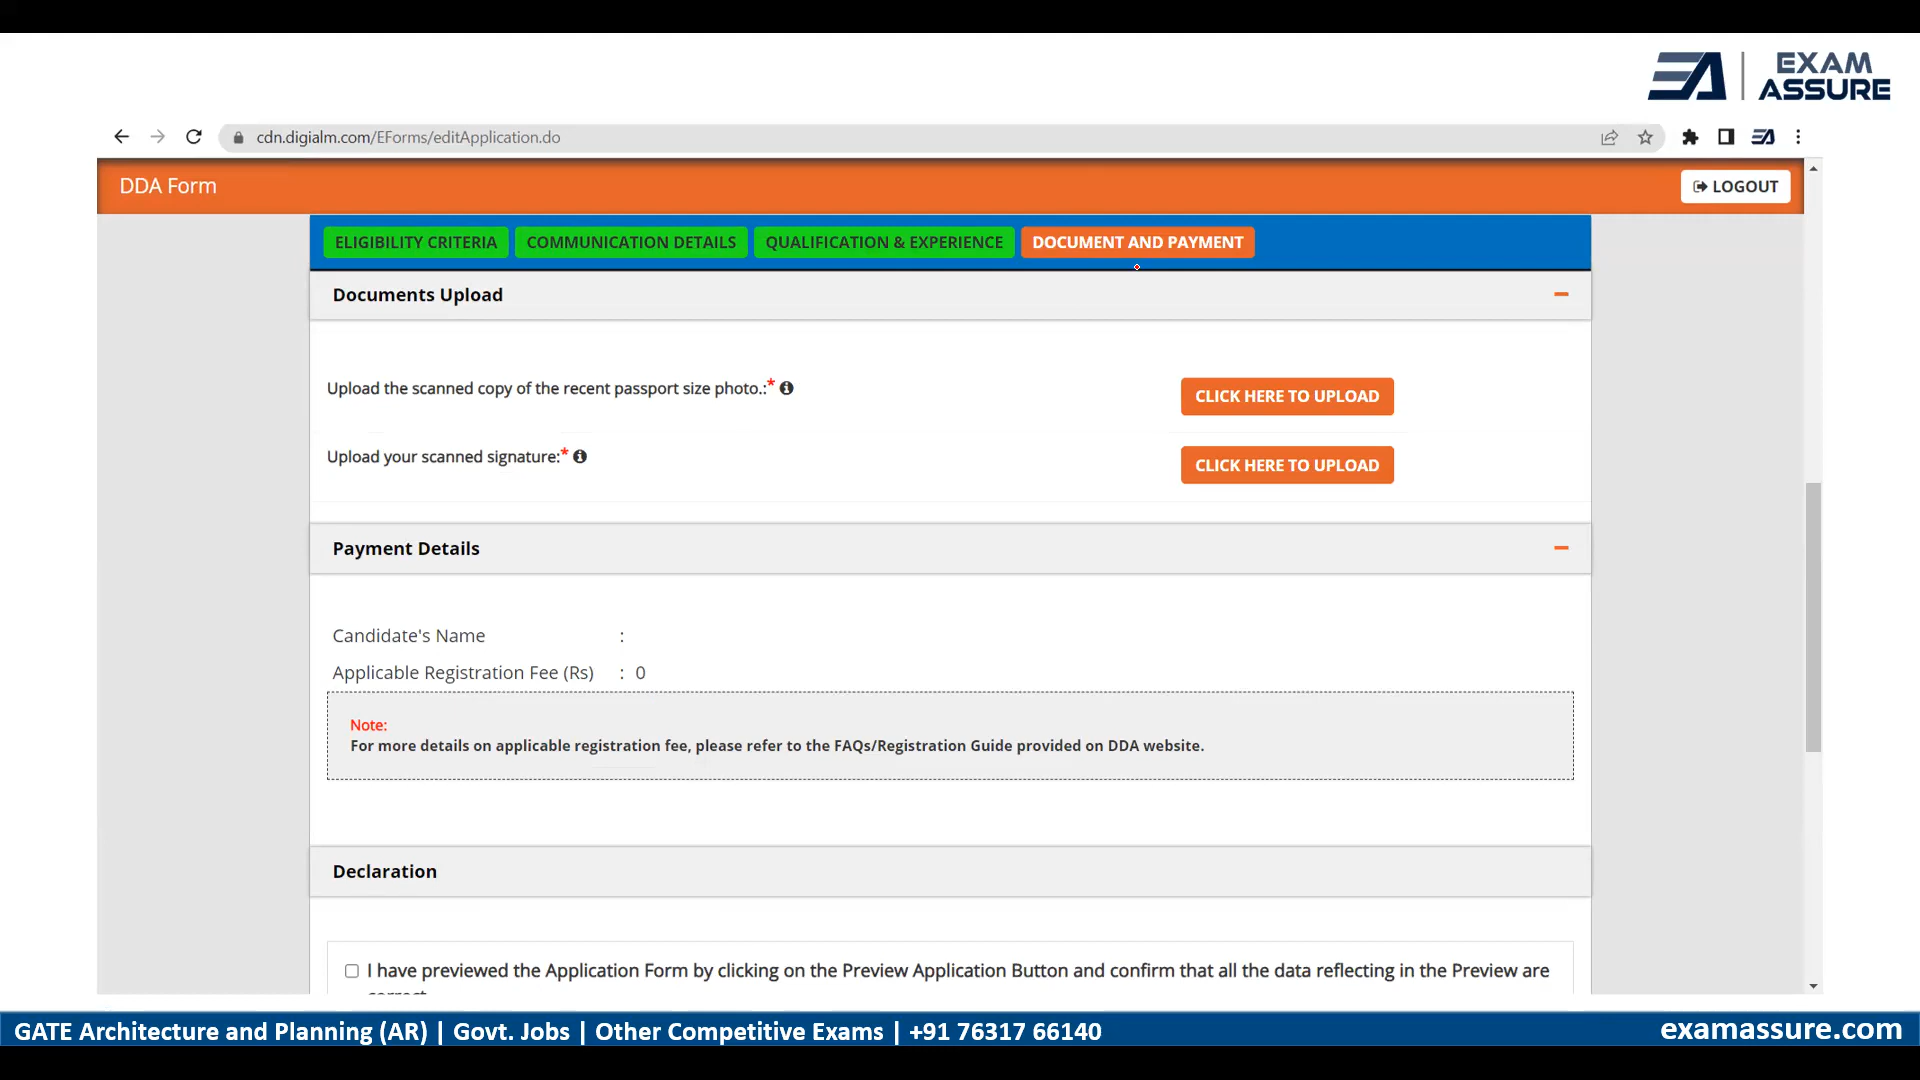 EXAM
ASSURE
cdn.digialm.com/EForms/editApplication.do
DDA Form
LOGOUT
ELIGIBILITY CRITERIA COMMUNICATION DETAILS QUALIFICATION & EXPERIENCE DOCUMENT AND PAYMENT
Documents Upload
Upload the scanned copy of the recent passport size photo.:* CLICK HERE TO UPLOAD
Upload your scanned signature:* CLICK HERE TO UPLOAD
Payment Details
Candidate's Name :
Applicable Registration Fee (Rs) : 0
Note:
For more details on applicable registration fee, please refer to the FAQs/Registration Guide provided on DDA website.
Declaration
I have previewed the Application Form by clicking on the Preview Application Button and confirm that all the data reflecting in the Preview are
GATE Architecture and Planning (AR) | Govt. Jobs | Other Competitive Exams | +91 76317 66140
examassure.com